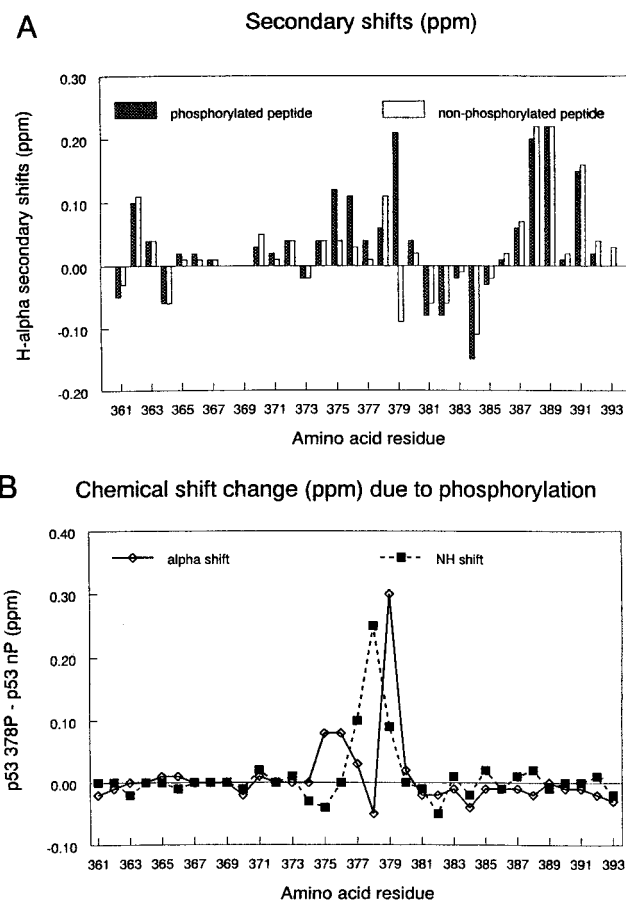 A
Secondary shifts (ppm)
H-alpha secondary shifts (ppm)
0.30
0.20
0.10
0.00
-0.10
-0.20
phosphorylated peptide
non-phosphorylated peptide
361 363 365 367 369 371 373 375 377 379 381 383 385 387 389 391 393
Amino acid residue
B
Chemical shift change (ppm) due to phosphorylation
p53 378P - p53 nP (ppm)
0.40
0.30
0.20
0.10
0.00
-0.10
alpha shift
NH shift
361 363 365 367 369 371 373 375 377 379 381 383 385 387 389 391 393
Amino acid residue